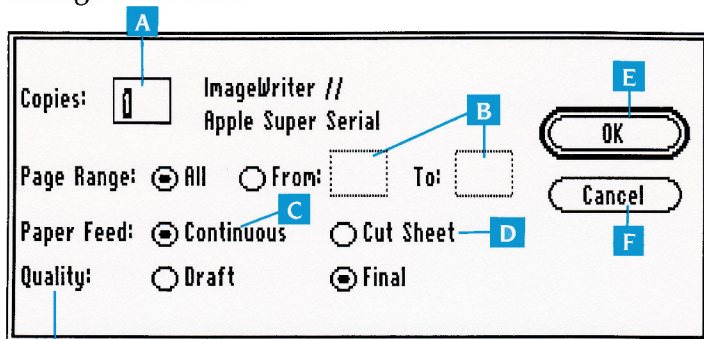 A
Copies: 1 ImageWriter //
Apple Super Serial
B
E
OK
Page Range: All From: To:
Cancel
C
Paper Feed: Continuous Cut Sheet D
F
Quality: Draft Final